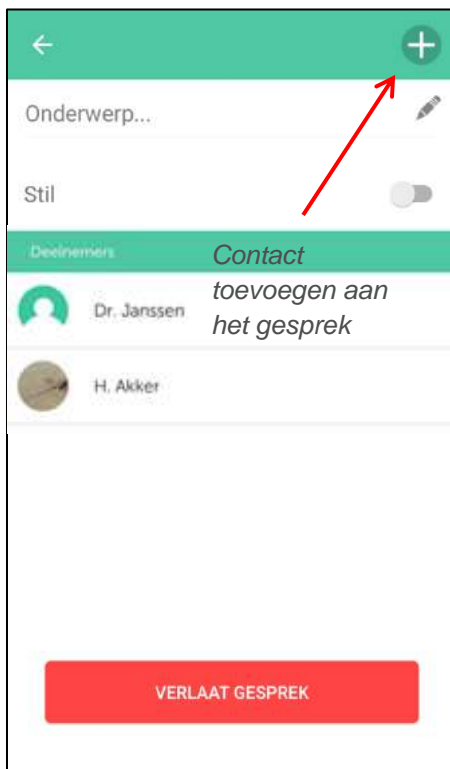 Onderwerp...
Stil
Deelnemers
Contact
toevoegen aan
het gesprek
Dr. Janssen
H. Akker
VERLAAT GESPREK